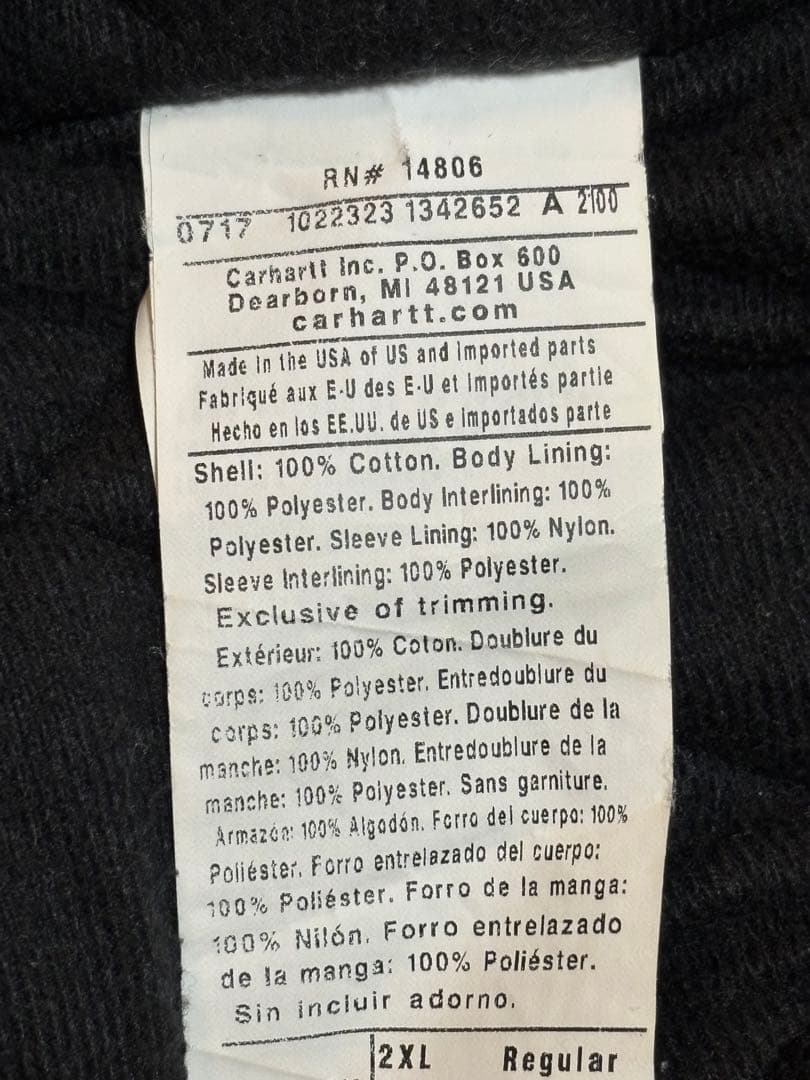 RN# 14806
0717 1022323 1342652 A 2100
Carhartt Inc. P.O. Box 600
Dearborn, MI 48121 USA
carhartt.com
Made in the USA of US and Imported parts
Fabriqué aux E-U des E-U et Importés partie
Hecho en los EE.UU. de US e Importados parte
Shell: 100% Cotton. Body Lining:
100% Polyester. Body Interlining: 100%
Polyester. Sleeve Lining: 100% Nylon.
Sleeve Interlining: 100% Polyester.
Exclusive of trimming.
Extérieur: 100% Coton. Doublure du
corps: 100% Polyester. Entredoublure du
corps: 100% Polyester. Doublure de la
manche: 100% Nylon. Entredoublure de la
manche: 100% Polyester. Sans garniture.
Armazón: 100% Algodón. Forro del cuerpo: 100%
Poliéster. Forro entrelazado del cuerpo:
100% Poliéster. Forro de la manga:
100% Nilón. Forro entrelazado
de la manga: 100% Poliéster.
Sin incluir adorno.
2XL Regular